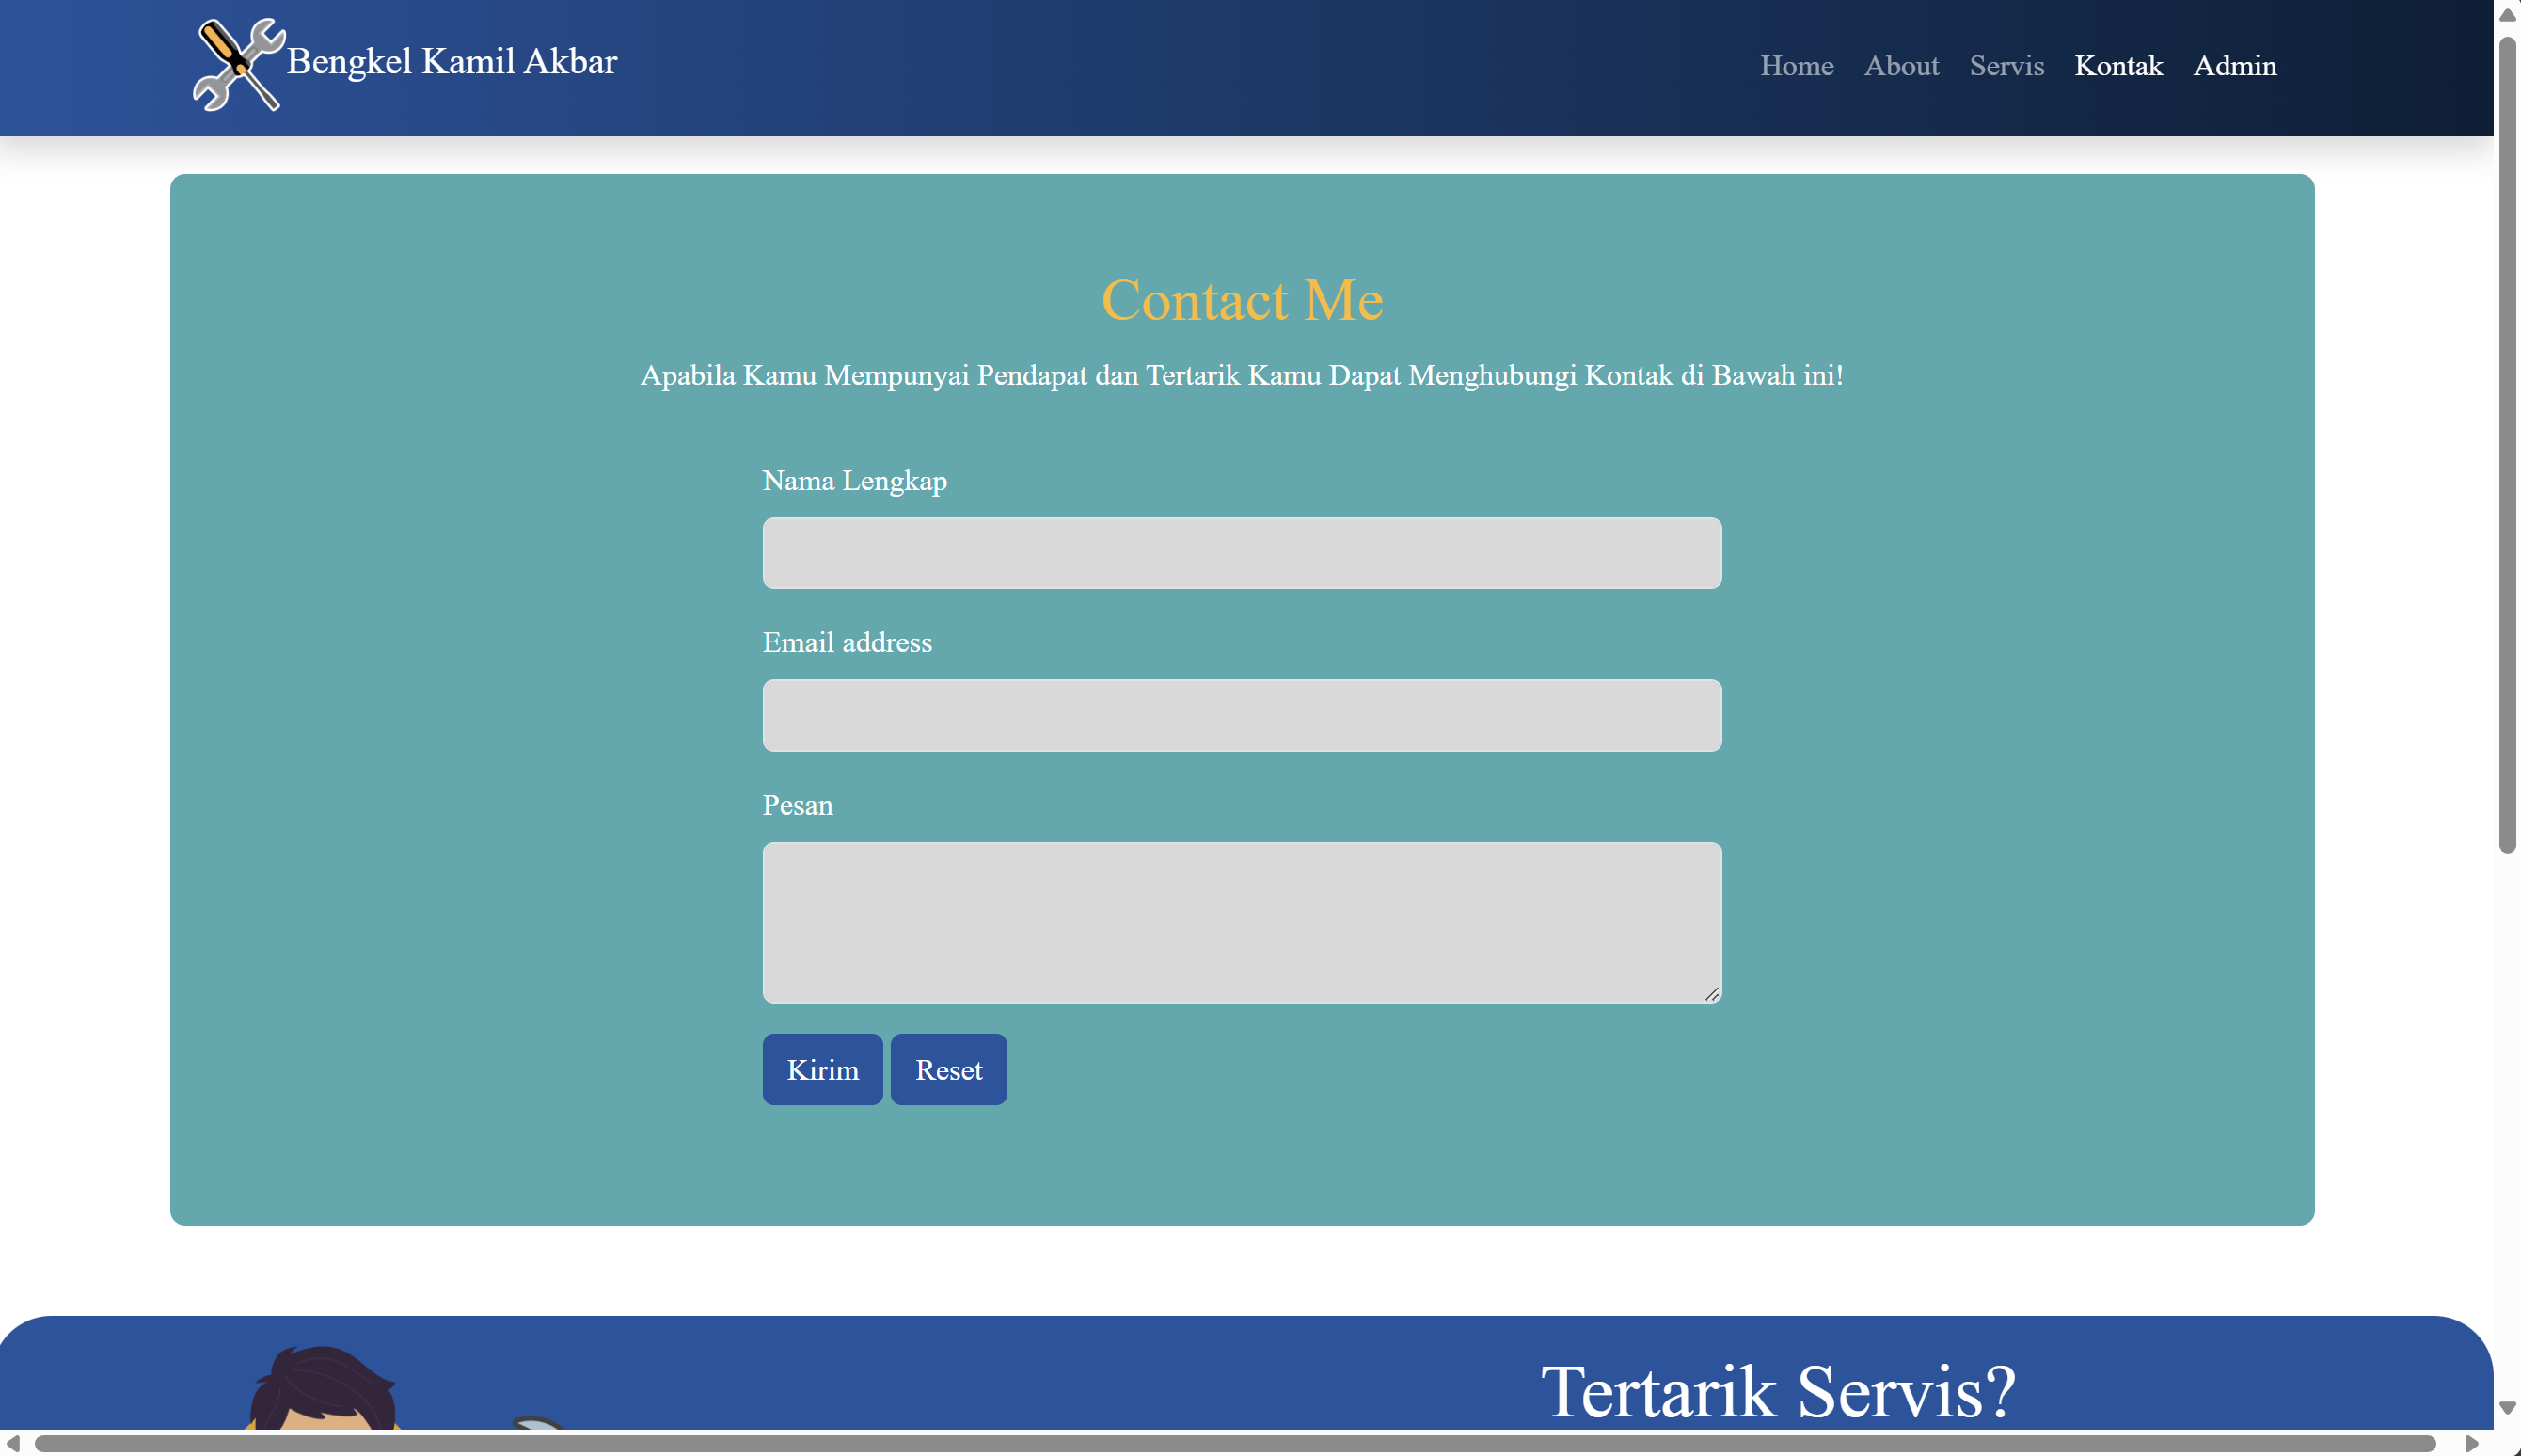 Bengkel Kamil Akbar
Home About Servis Kontak Admin
Contact Me
Apabila Kamu Mempunyai Pendapat dan Tertarik Kamu Dapat Menghubungi Kontak di Bawah ini!
Nama Lengkap
Email address
Pesan
Kirim Reset
Tertarik Servis?